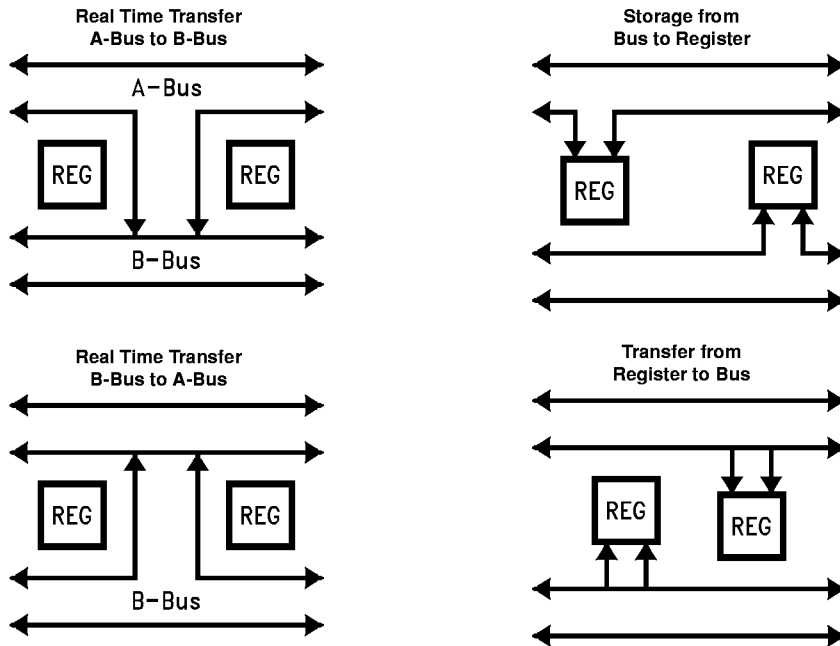 Real Time Transfer
A-Bus to B-Bus
A-Bus
REG
REG
B-Bus
Storage from
Bus to Register
REG
REG
Real Time Transfer
B-Bus to A-Bus
REG
REG
B-Bus
Transfer from
Register to Bus
REG
REG